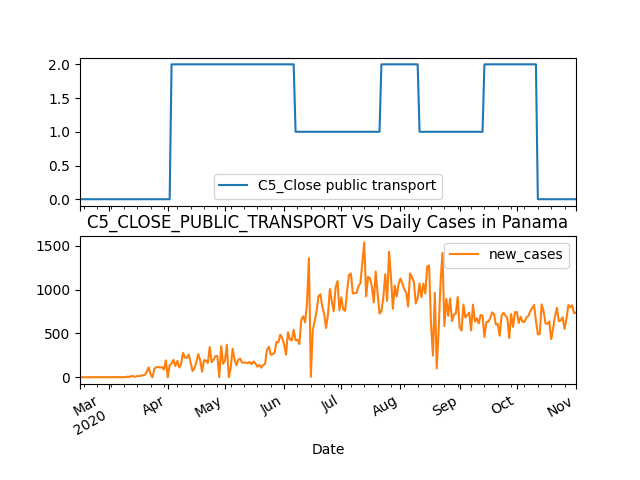 2.0
1.5
1.0
0.5
0.0
C5_Close public transport
C5_CLOSE_PUBLIC_TRANSPORT VS Daily Cases in Panama
1500
1000
500
0
new_cases
Mar
2020
Apr
May
Jun
Jul
Aug
Sep
Oct
Nov
Date